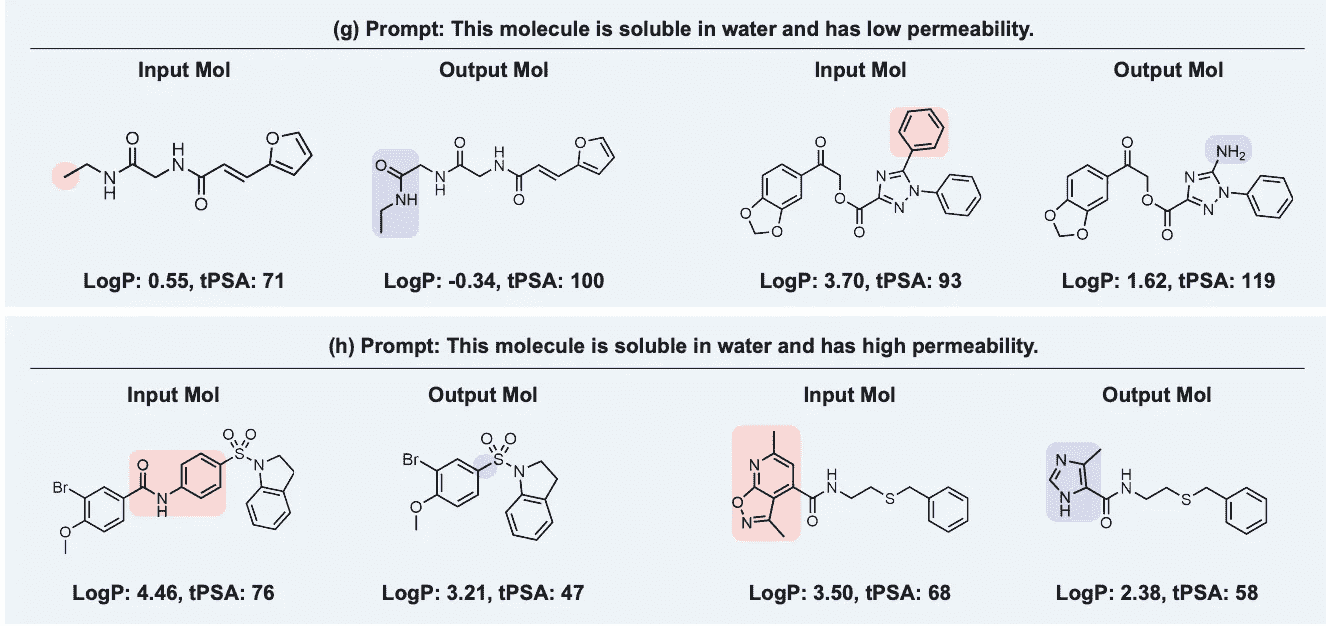 (g) Prompt: This molecule is soluble in water and has low permeability.
Input Mol Output Mol Input Mol Output Mol
O H N O N H O
O O H N O N H O O NH
O O O O O N N N
O NH2 O O O O N N N
LogP: 0.55, tPSA: 71 LogP: -0.34, tPSA: 100 LogP: 3.70, tPSA: 93 LogP: 1.62, tPSA: 119
(h) Prompt: This molecule is soluble in water and has high permeability.
Input Mol Output Mol Input Mol Output Mol
Br O O N H O O S N
Br O O O S N
N O N H N O S
N N H H N O S
LogP: 4.46, tPSA: 76 LogP: 3.21, tPSA: 47 LogP: 3.50, tPSA: 68 LogP: 2.38, tPSA: 58